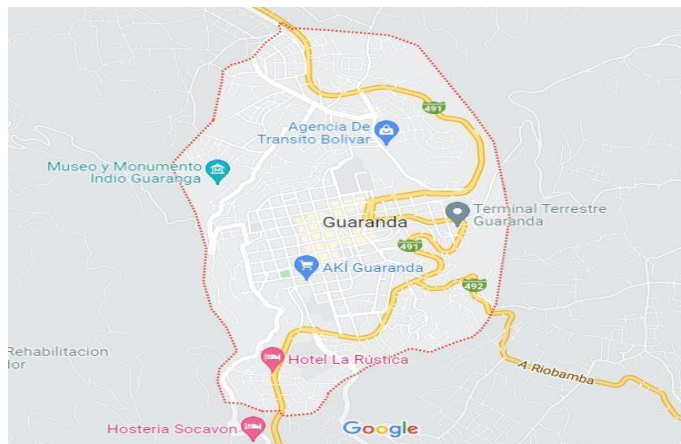 491
Agencia De
Transito Bolivar
Museo y Monumento
Indio Guaranga
Terminal Terrestre
Guaranda
Guaranda
491
AKÍ Guaranda
492
Rehabilitacion
Hotel La Rústica
A Riobamba
Hosteria Socavon
Google